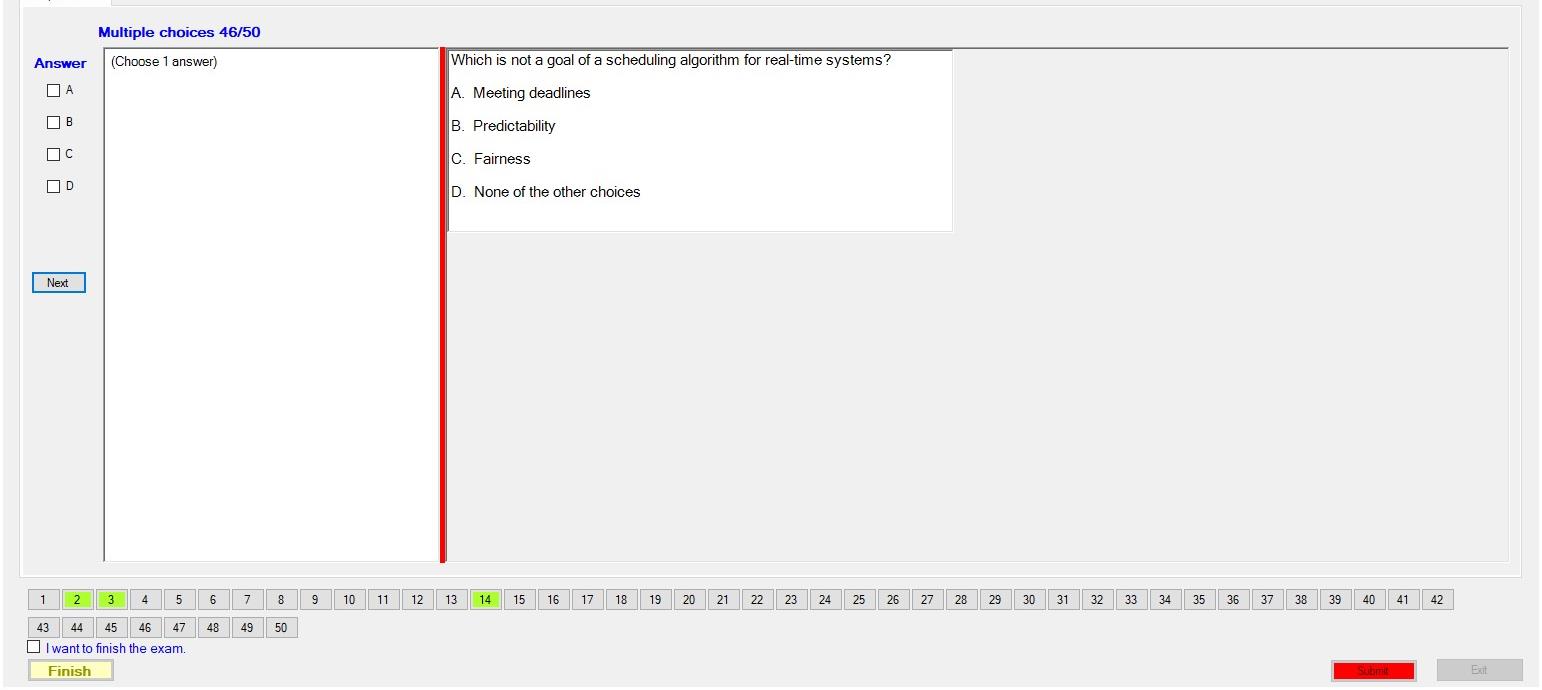 Multiple choices 46/50
Answer
(Choose 1 answer)
A
B
C
D
Next
Which is not a goal of a scheduling algorithm for real-time systems?
A. Meeting deadlines
B. Predictability
C. Fairness
D. None of the other choices
1 2 3 4 5 6 7 8 9 10 11 12 13 14 15 16 17 18 19 20 21 22 23 24 25 26 27 28 29 30 31 32 33 34 35 36 37 38 39 40 41 42
43 44 45 46 47 48 49 50
I want to finish the exam.
Finish
Submit
Exit